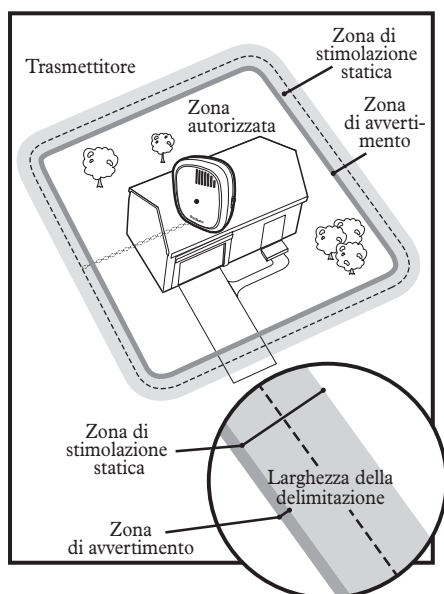 Zona di
stimolazione
statica
Trasmettitore
Zona
autorizzata
Zona
di avverti-
mento
Zona di
stimolazione
statica
Larghezza della
delimitazione
Zona
di avvertimento